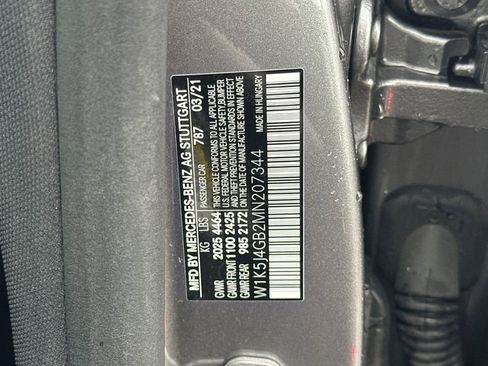 MFD BY MERCEDES-BENZ AG STUTTGART
PASSENGER CAR 787 03/21
KG LBS THIS VEHICLE CONFORMS TO ALL APPLICABLE
GVWR 2025 4464 U.S. FEDERAL MOTOR VEHICLE SAFETY, BUMPER
GAWR FRONT 1100 2425 AND THEFT PREVENTION STANDARDS IN EFFECT
GAWR REAR 985 2172 ON THE DATE OF MANUFACTURE SHOWN ABOVE.
W1K5J4GB2MN207344 MADE IN HUNGARY